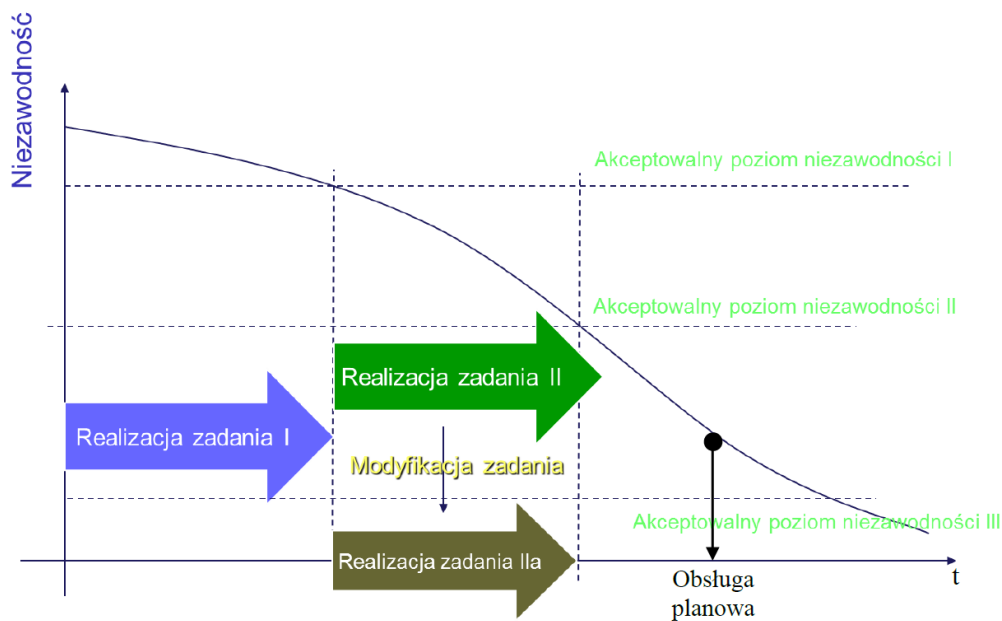 Niezawodność
Akceptowalny poziom niezawodności I
Akceptowalny poziom niezawodności II
Realizacja zadania II
Realizacja zadania I
Modyfikacja zadania
Akceptowalny poziom niezawodności III
Realizacja zadania IIa
t
Obsługa
planowa